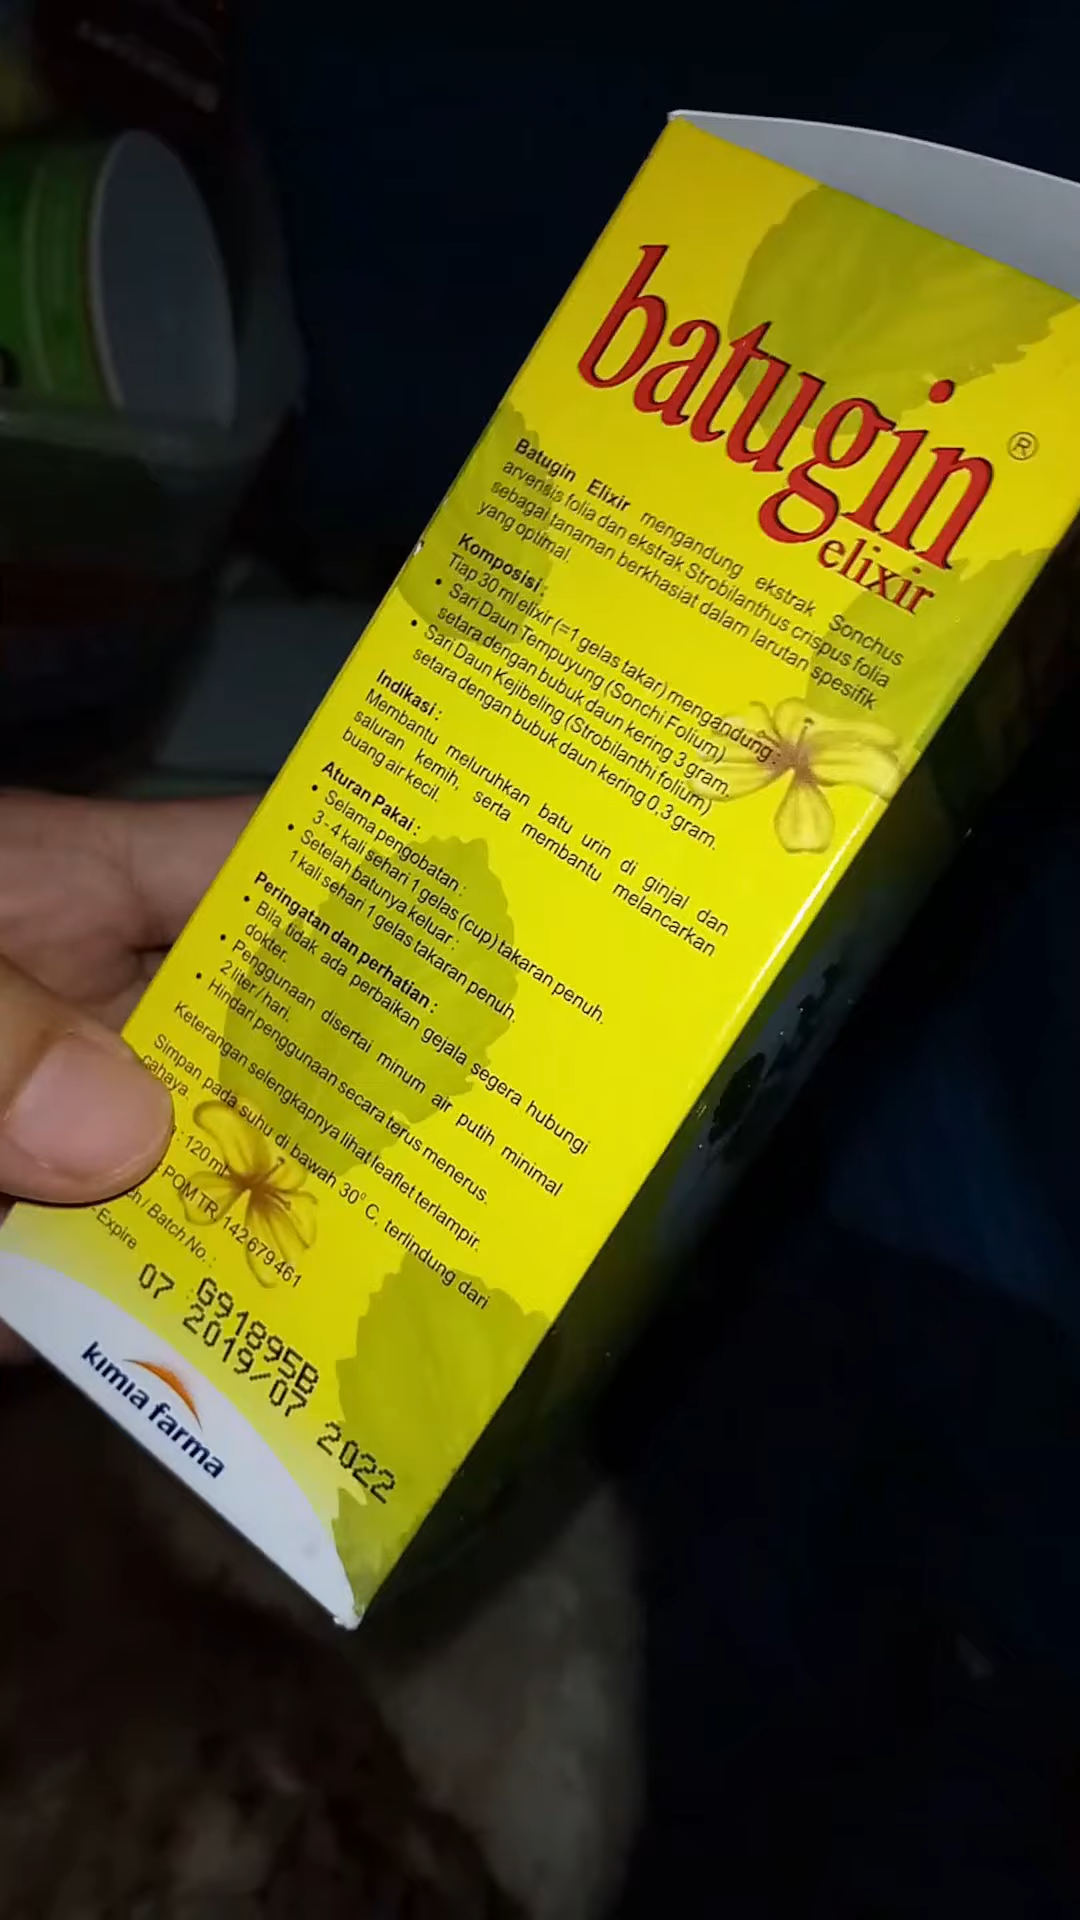 batugin
®
elixir
Batugin Elixir mengandung ekstrak Sonchus
arvensis folia dan ekstrak Strobilanthus crispus folia
sebagai tanaman berkhasiat dalam larutan spesifik
yang optimal.
Komposisi :
Tiap 30 ml elixir (=1 gelas takar) mengandung :
• Sari Daun Tempuyung (Sonchi Folium)
setara dengan bubuk daun kering 3 gram.
• Sari Daun Kejibeling (Strobilanthi folium)
setara dengan bubuk daun kering 0.3 gram.
Indikasi :
Membantu meluruhkan batu urin di ginjal dan
saluran kemih, serta membantu melancarkan
buang air kecil.
Aturan Pakai :
• Selama pengobatan :
3 - 4 kali sehari 1 gelas (cup) takaran penuh.
• Setelah batunya keluar :
1 kali sehari 1 gelas takaran penuh.
Peringatan dan perhatian :
• Bila tidak ada perbaikan gejala segera hubungi
dokter.
• Penggunaan disertai minum air putih minimal
2 liter / hari.
• Hindari penggunaan secara terus menerus.
Keterangan selengkapnya lihat leaflet terlampir.
Simpan pada suhu di bawah 30° C, terlindung dari
cahaya.
: 120 ml
POM TR. 142 679 461
/ Batch No. :
Expire
G91895B
07 2019/07 2022
kimia farma